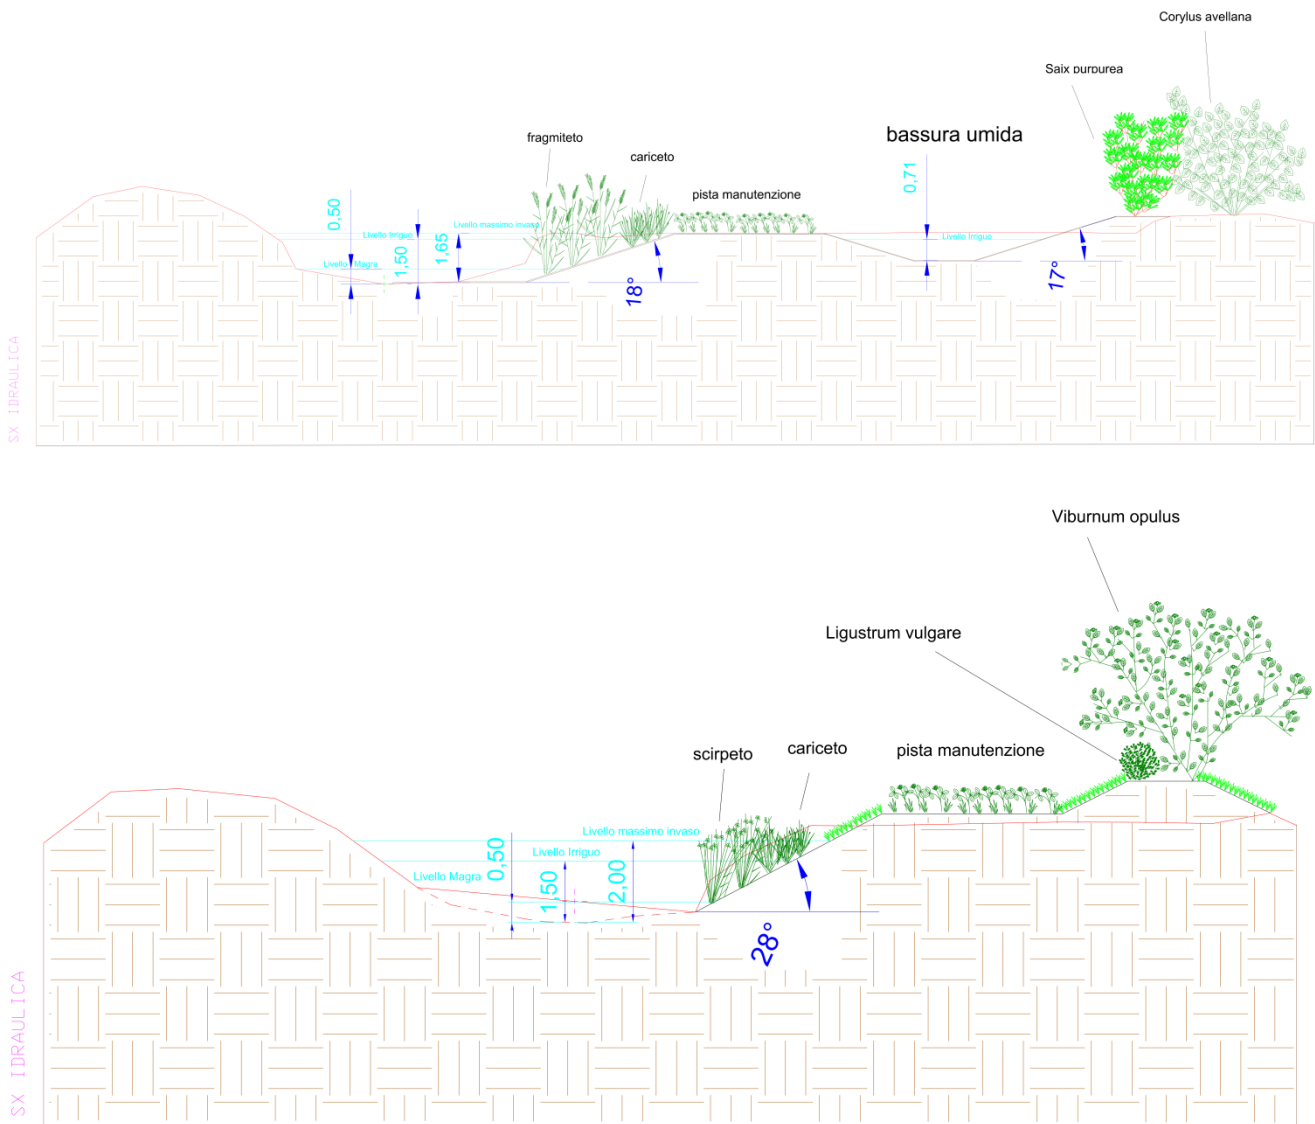 Corylus avellana
Saix purpurea
bassura umida
fragmiteto
cariceto
pista manutenzione
0,71
0,50
Livello massimo invaso
Livello Irriguo
1,50
1,65
Livello Irriguo
Livello Magra
18°
17°
SX IDRAULICA
Viburnum opulus
Ligustrum vulgare
scirpeto
cariceto
pista manutenzione
Livello massimo invaso
0,50
Livello Irriguo
1,50
2,00
Livello Magra
28°
SX IDRAULICA